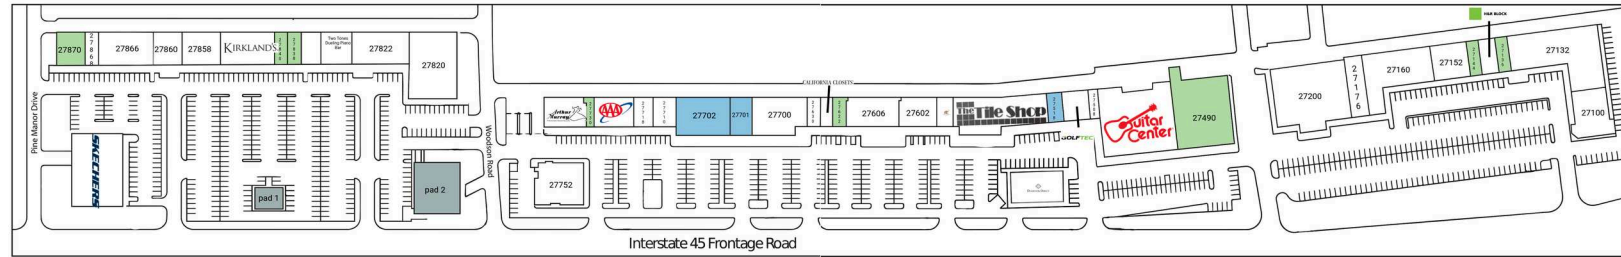 H&R BLOCK
27870
27868
27866
27860
27858
KIRKLAND'S
Two Tones
Dueling Piano
Bar
27822
27820
Pine Manor Drive
SKECHERS
pad 1
pad 2
Woodson Road
CALIFORNIA CLOSETS
Arthur
Murray
AAA
27718
27716
27702
27701
27700
27606
27602
The Tile Shop
GOLFTEC
Guitar
Center
27490
27200
27176
27160
27152
27132
27100
27752
Interstate 45 Frontage Road